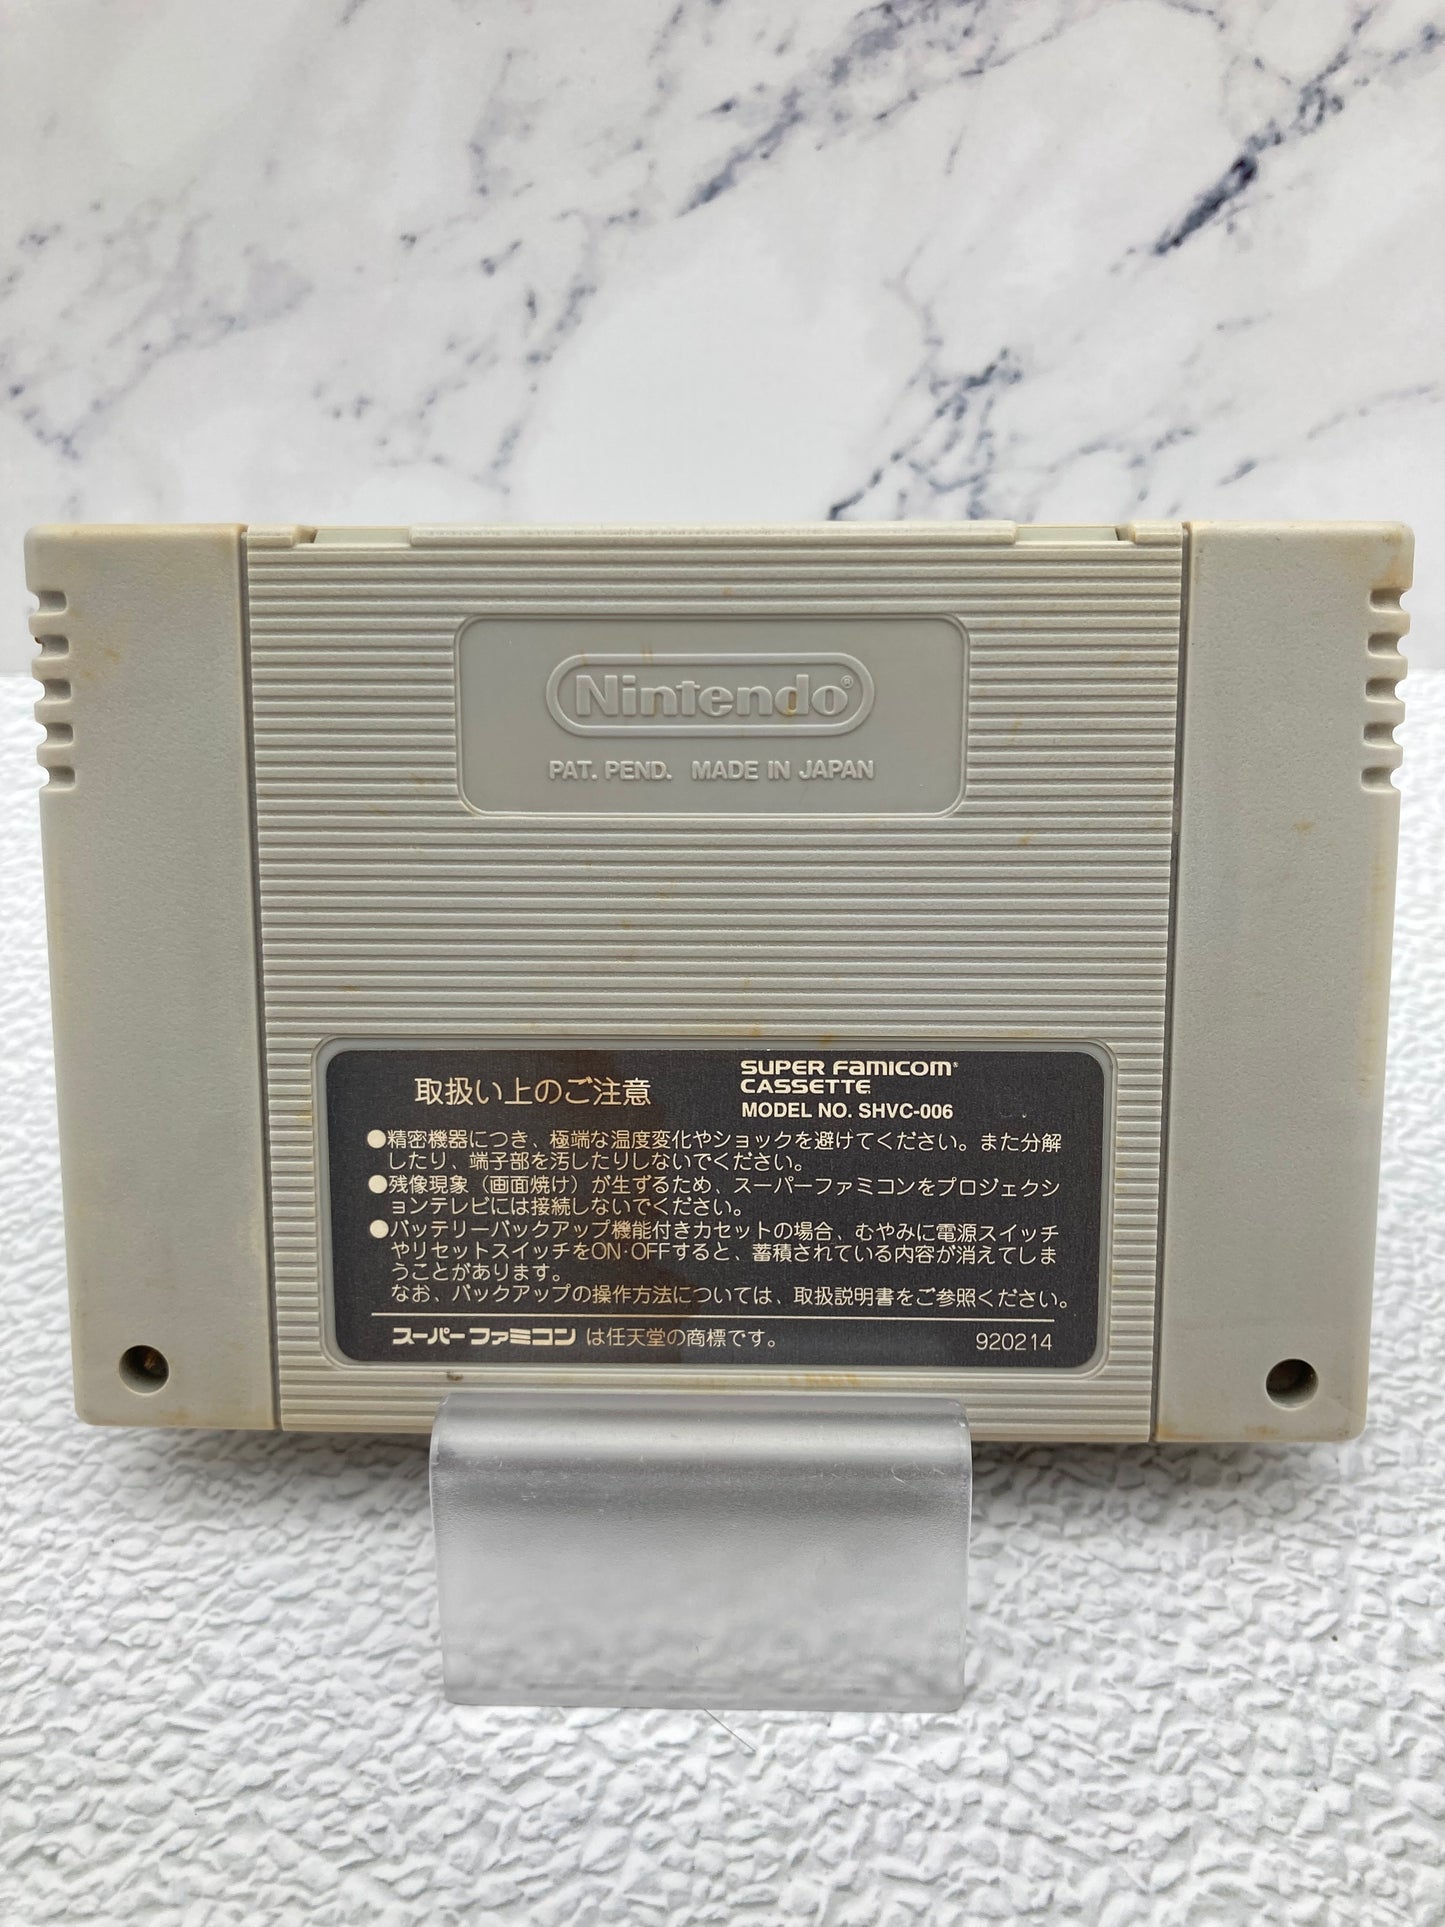 Nintendo®
PAT. PEND. MADE IN JAPAN
取扱い上のご注意
SUPER FAMICOM®
CASSETTE
MODEL NO. SHVC-006
●精密機器につき、極端な温度変化やショックを避けてください。また分解
したり、端子部を汚したりしないでください。
●残像現象（画面焼け）が生ずるため、スーパーファミコンをプロジェクシ
ョンテレビには接続しないでください。
●バッテリーバックアップ機能付きカセットの場合、むやみに電源スイッチ
やリセットスイッチをON·OFFすると、蓄積されている内容が消えてしま
うことがあります。
なお、バックアップの操作方法については、取扱説明書をご参照ください。
スーパーファミコン は任天堂の商標です。
920214